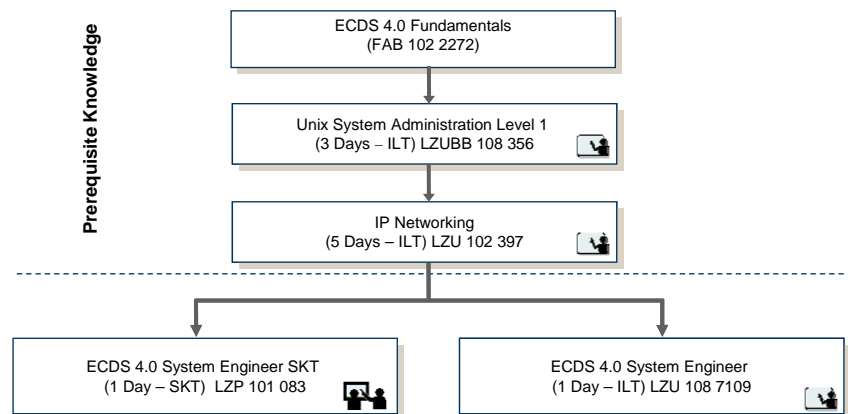 Prerequisite Knowledge
ECDS 4.0 Fundamentals
(FAB 102 2272)
Unix System Administration Level 1
(3 Days – ILT) LZUBB 108 356
IP Networking
(5 Days – ILT) LZU 102 397
ECDS 4.0 System Engineer SKT
(1 Day – SKT) LZP 101 083
ECDS 4.0 System Engineer
(1 Day – ILT) LZU 108 7109